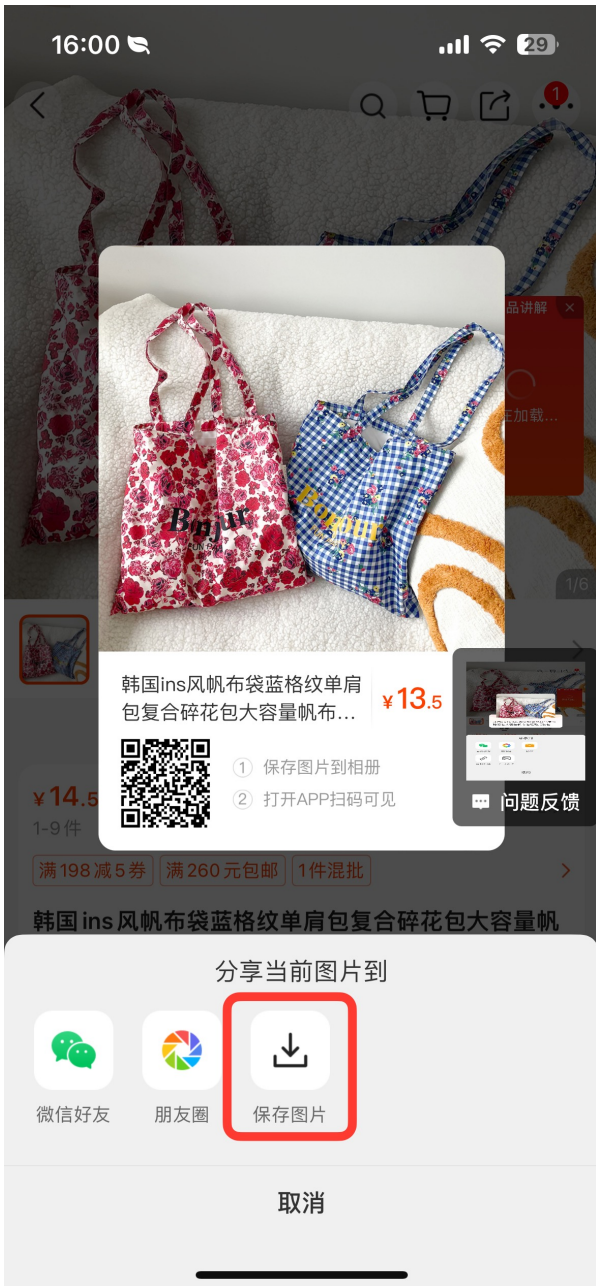 16:00
29
1
品讲解
在加载...
Bonjur
FUN BAG
Bonjour
1/6
韩国ins风帆布袋蓝格纹单肩
包复合碎花包大容量帆布...
¥13.5
1 保存图片到相册
2 打开APP扫码可见
问题反馈
¥14.5
1-9件
满198减5券
满260元包邮
1件混批
韩国ins风帆布袋蓝格纹单肩包复合碎花包大容量帆
分享当前图片到
微信好友
朋友圈
保存图片
取消